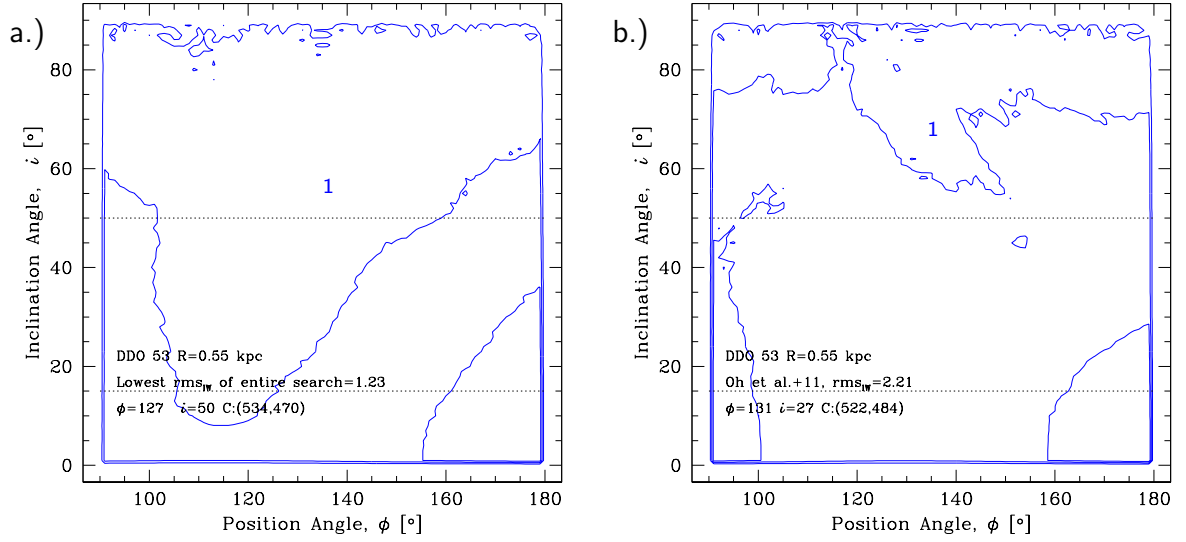 a.)
80
60
40
20
0
Inclination Angle, i [°]
1
DDO 53 R=0.55 kpc
Lowest rms_IW of entire search=1.23
ϕ=127 i=50 C:(534,470)
100 120 140 160 180
Position Angle, ϕ [°]
b.)
80
60
40
20
0
Inclination Angle, i [°]
1
DDO 53 R=0.55 kpc
Oh et al.+11, rms_IW=2.21
ϕ=131 i=27 C:(522,484)
100 120 140 160 180
Position Angle, ϕ [°]